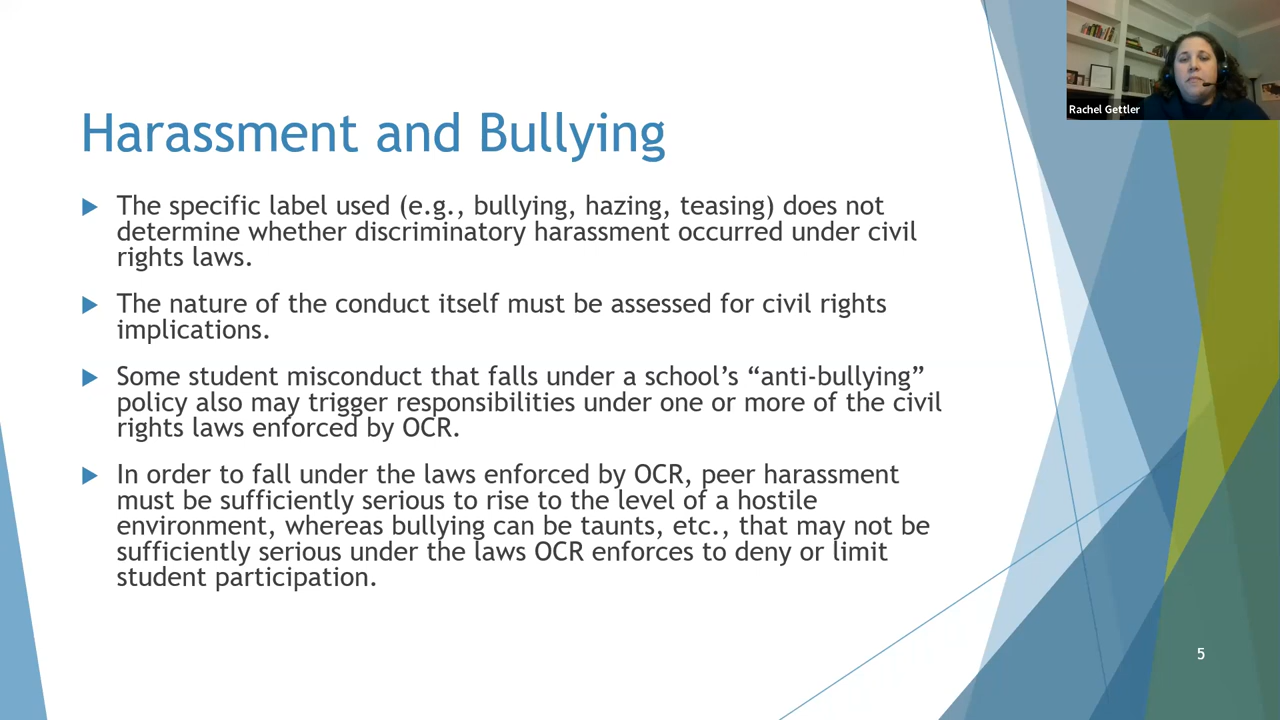 Rachel Gettler
Harassment and Bullying
The specific label used (e.g., bullying, hazing, teasing) does not
determine whether discriminatory harassment occurred under civil
rights laws.
The nature of the conduct itself must be assessed for civil rights
implications.
Some student misconduct that falls under a school’s “anti-bullying”
policy also may trigger responsibilities under one or more of the civil
rights laws enforced by OCR.
In order to fall under the laws enforced by OCR, peer harassment
must be sufficiently serious to rise to the level of a hostile
environment, whereas bullying can be taunts, etc., that may not be
sufficiently serious under the laws OCR enforces to deny or limit
student participation.
5